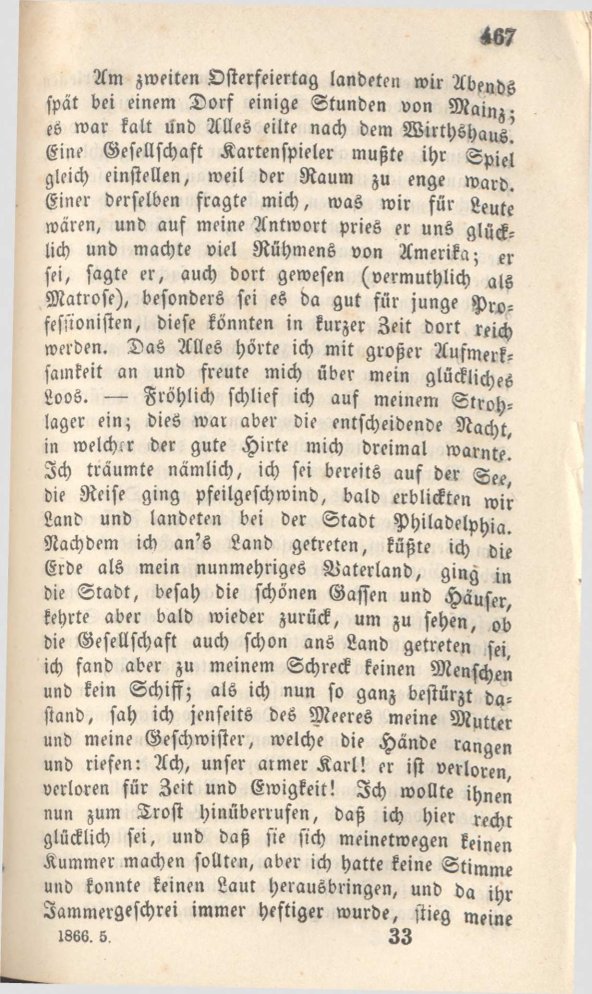 467
Am zweiten Osterfeiertag landeten wir Abends
spät bei einem Dorf einige Stunden von Mainz;
es war kalt und Alles eilte nach dem Wirthshaus.
Eine Gesellschaft Kartenspieler mußte ihr Spiel
gleich einstellen, weil der Raum zu enge ward.
Einer derselben fragte mich, was wir für Leute
wären, und auf meine Antwort pries er uns glück-
lich und machte viel Rühmens von Amerika; er
sei, sagte er, auch dort gewesen (vermuthlich als
Matrose), besonders sei es da gut für junge Pro-
fessionisten, diese könnten in kurzer Zeit dort reich
werden. Das Alles hörte ich mit großer Aufmerk-
samkeit an und freute mich über mein glückliches
Loos. — Fröhlich schlief ich auf meinem Stroh-
lager ein; dies war aber die entscheidende Nacht,
in welcher der gute Hirte mich dreimal warnte.
Ich träumte nämlich, ich sei bereits auf der See,
die Reise ging pfeilgeschwind, bald erblickten wir
Land und landeten bei der Stadt Philadelphia.
Nachdem ich an's Land getreten, küßte ich die
Erde als mein nunmehriges Vaterland, ging in
die Stadt, besah die schönen Gassen und Häuser,
kehrte aber bald wieder zurück, um zu sehen, ob
die Gesellschaft auch schon ans Land getreten sei,
ich fand aber zu meinem Schreck keinen Menschen
und kein Schiff; als ich nun so ganz bestürzt da-
stand, sah ich jenseits des Meeres meine Mutter
und meine Geschwister, welche die Hände rangen
und riefen: Ach, unser armer Karl! er ist verloren,
verloren für Zeit und Ewigkeit! Ich wollte ihnen
nun zum Trost hinüberrufen, daß ich hier recht
glücklich sei, und daß sie sich meinetwegen keinen
Kummer machen sollten, aber ich hatte keine Stimme
und konnte keinen Laut herausbringen, und da ihr
Jammergeschrei immer heftiger wurde, stieg meine
1866. 5. 33